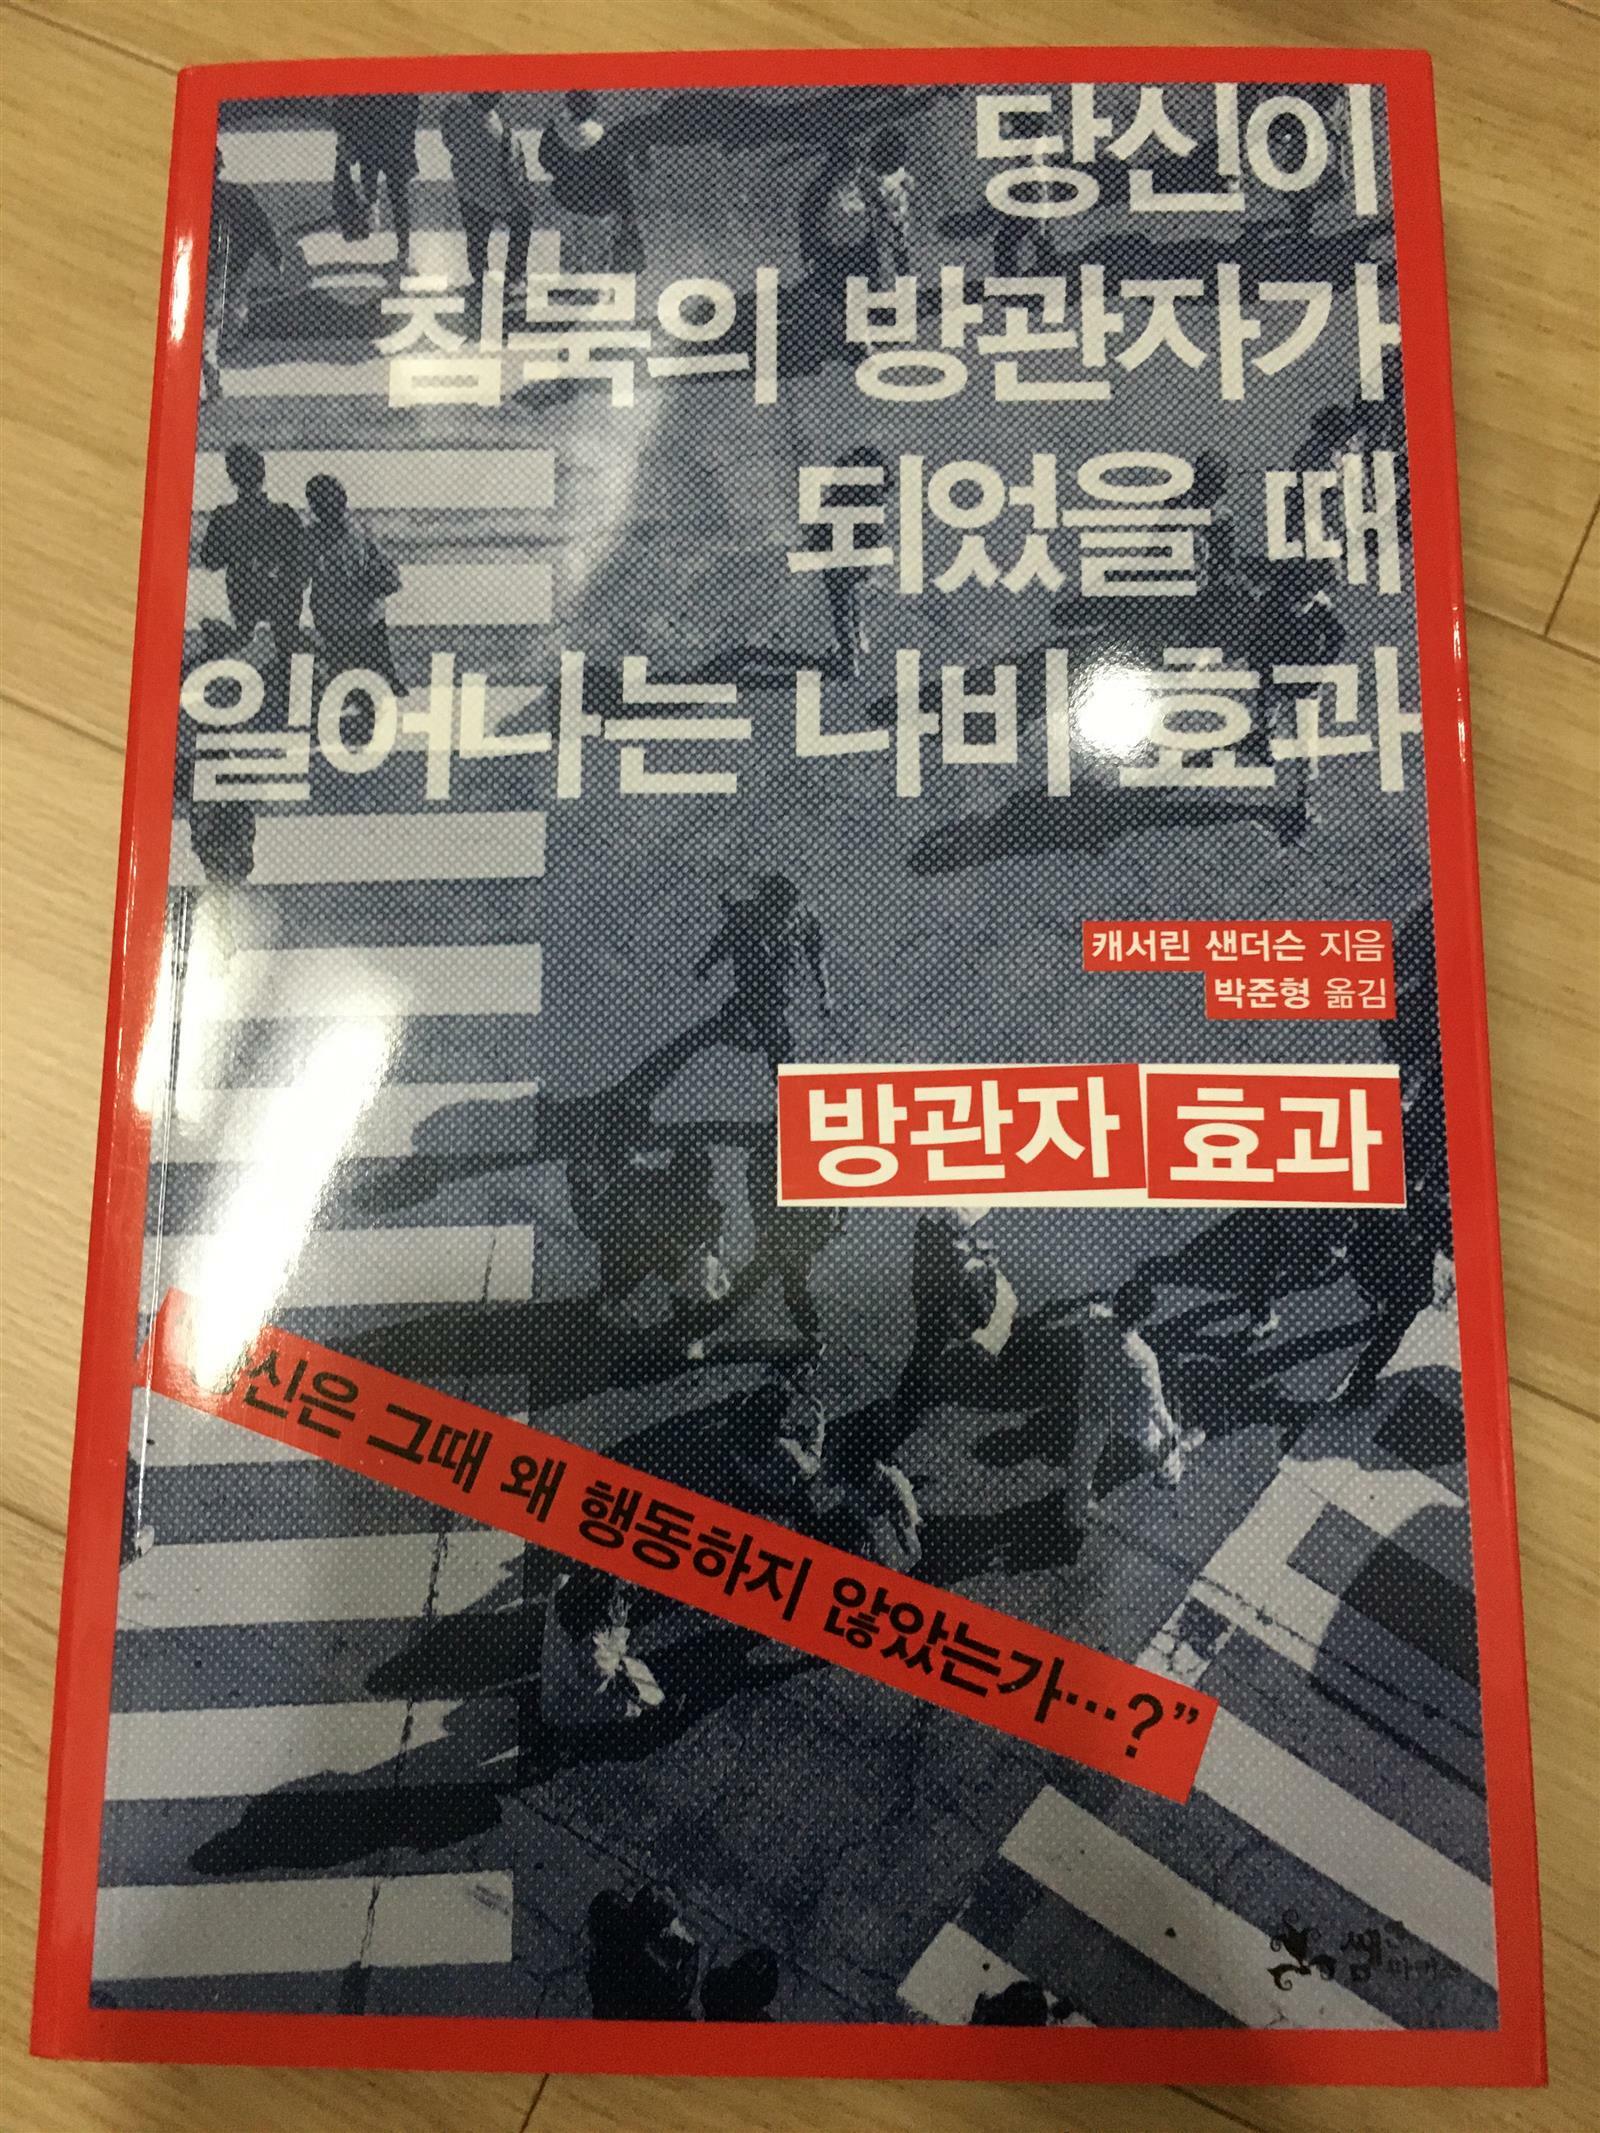 당신이
침묵의 방관자가
되었을 때
일어나는 나비 효과
캐서린 샌더슨 지음
박준형 옮김
방관자 효과
그때 왜 행동하지 않았는가…?”
쌤